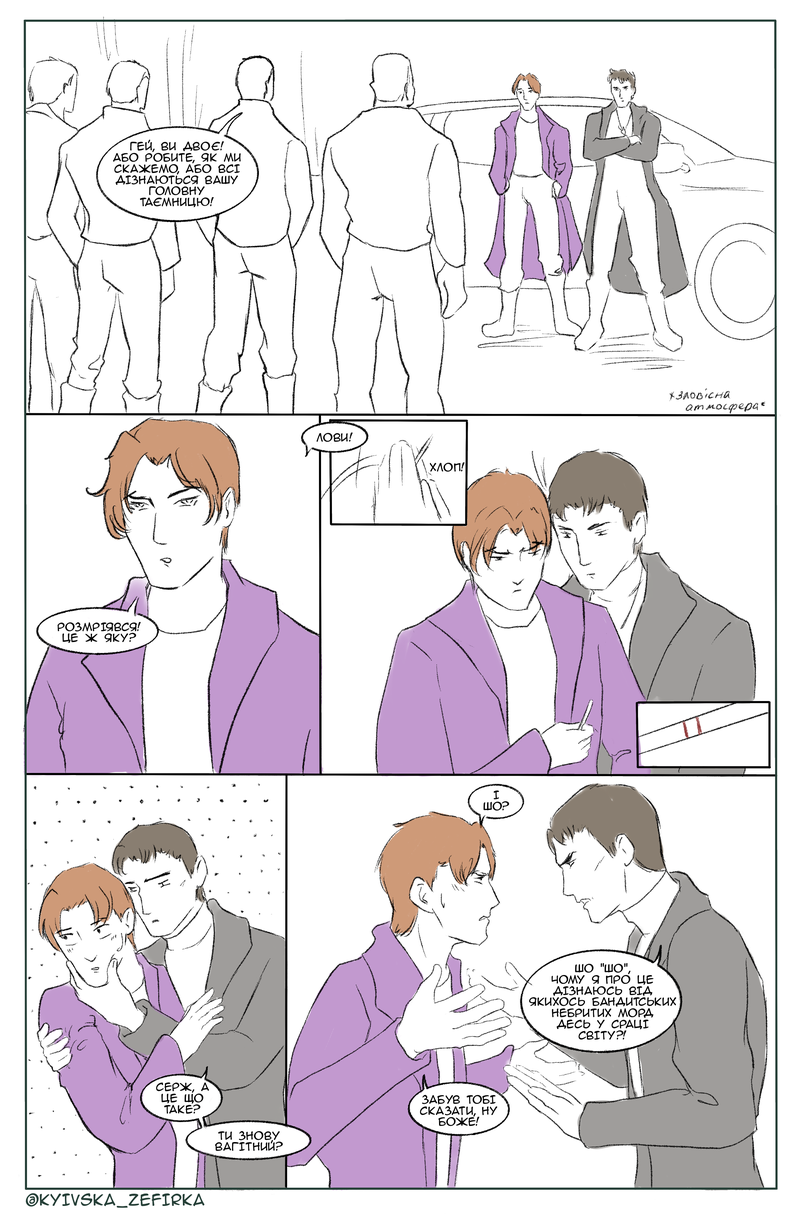 ГЕЙ, ВИ ДВОЄ!
АБО РОБИТЕ, ЯК МИ
СКАЖЕМО, АБО ВСІ
ДІЗНАЮТЬСЯ ВАШУ
ГОЛОВНУ
ТАЄМНИЦЮ!
*зловісна
атмосфера*
РОЗМРІЯВСЯ!
ЦЕ Ж ЯКУ?
ЛОВИ!
ХЛОП!
СЕРЖ, А
ЦЕ ЩО
ТАКЕ?
ТИ ЗНОВУ
ВАГІТНИЙ?
І
ШО?
ШО "ШО",
ЧОМУ Я ПРО ЦЕ
ДІЗНАЮСЬ ВІД
ЯКИХОСЬ БАНДИТСЬКИХ
НЕБРИТИХ МОРД
ДЕСЬ У СРАЦІ
СВІТУ?!
ЗАБУВ ТОБІ
СКАЗАТИ, НУ
БОЖЕ!
@KYIVSKA_ZEFIRKA